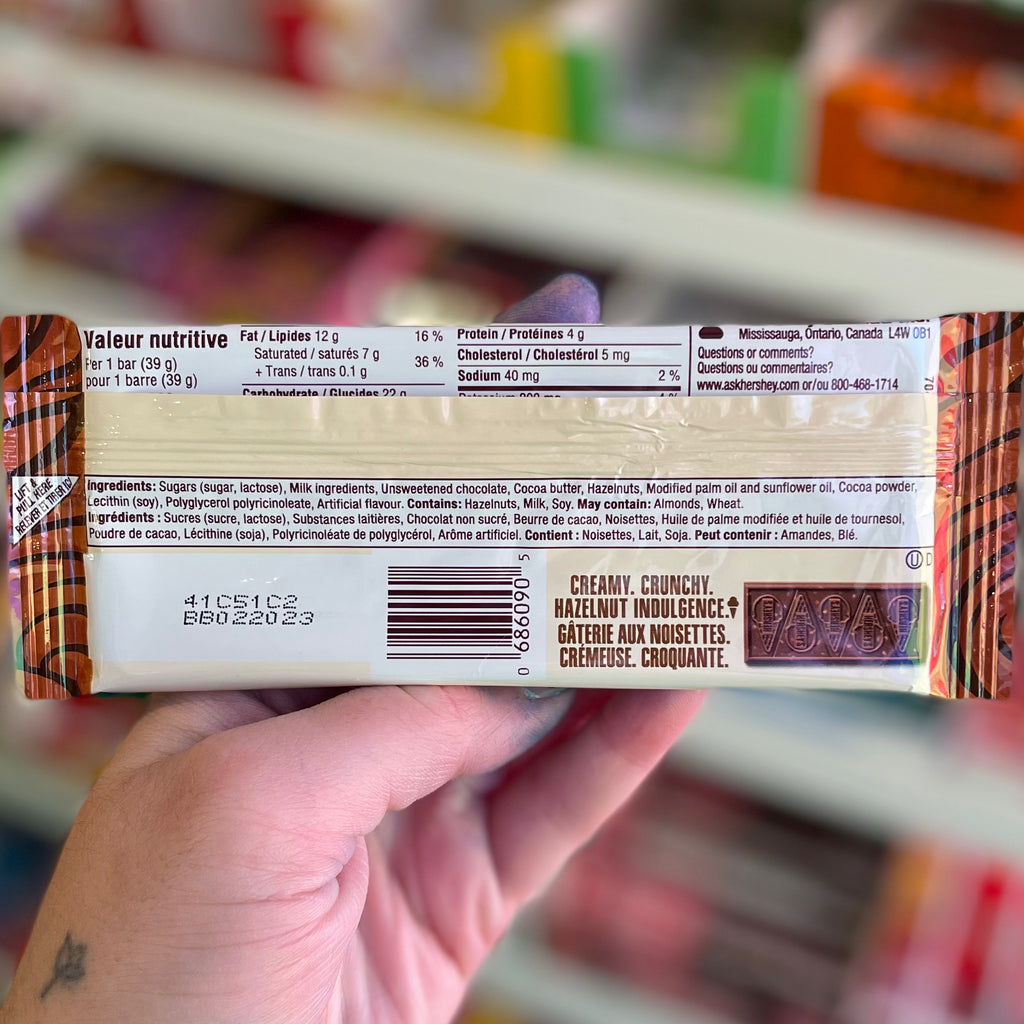 Valeur nutritive
Per 1 bar (39 g)
pour 1 barre (39 g)
Fat / Lipides 12 g 16 %
Saturated / saturés 7 g
+ Trans / trans 0.1 g 36 %
Carbohydrate / Glucides 22 g
Protein / Protéines 4 g
Cholesterol / Cholestérol 5 mg
Sodium 40 mg 2 %
Mississauga, Ontario, Canada L4W 0B1
Questions or comments?
Questions ou commentaires?
www.askhershey.com or/ou 800-468-1714
70
LIFT &
PULL HERE
Ingredients: Sugars (sugar, lactose), Milk ingredients, Unsweetened chocolate, Cocoa butter, Hazelnuts, Modified palm oil and sunflower oil, Cocoa powder,
Lecithin (soy), Polyglycerol polyricinoleate, Artificial flavour. Contains: Hazelnuts, Milk, Soy. May contain: Almonds, Wheat.
Ingrédients : Sucres (sucre, lactose), Substances laitières, Chocolat non sucré, Beurre de cacao, Noisettes, Huile de palme modifiée et huile de tournesol,
Poudre de cacao, Lécithine (soja), Polyricinoléate de polyglycérol, Arôme artificiel. Contient : Noisettes, Lait, Soja. Peut contenir : Amandes, Blé.
U D
41C51C2
BB022023
0 686090 5
CREAMY. CRUNCHY.
HAZELNUT INDULGENCE.
GÂTERIE AUX NOISETTES.
CRÉMEUSE. CROQUANTE.